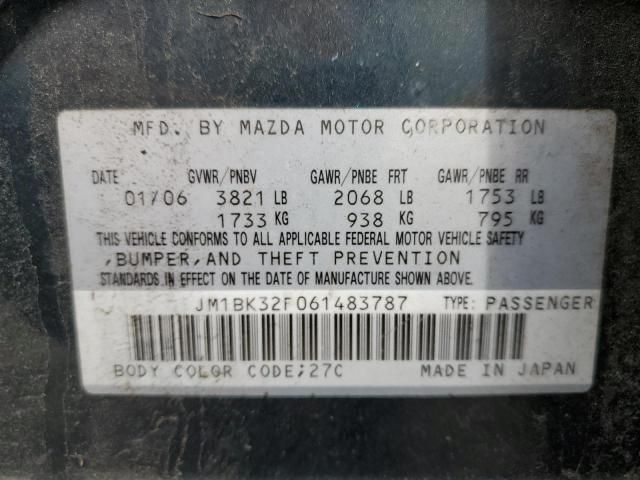 MFD. BY MAZDA MOTOR CORPORATION
DATE GVWR/PNBV GAWR/PNBE FRT GAWR/PNBE RR
01/06 3821 LB 2068 LB 1753 LB
1733 KG 938 KG 795 KG
THIS VEHICLE CONFORMS TO ALL APPLICABLE FEDERAL MOTOR VEHICLE SAFETY
,BUMPER,AND THEFT PREVENTION
STANDARDS IN EFFECT ON THE DATE OF MANUFACTURE SHOWN ABOVE.
JM1BK32F061483787 TYPE: PASSENGER
BODY COLOR CODE;27C MADE IN JAPAN